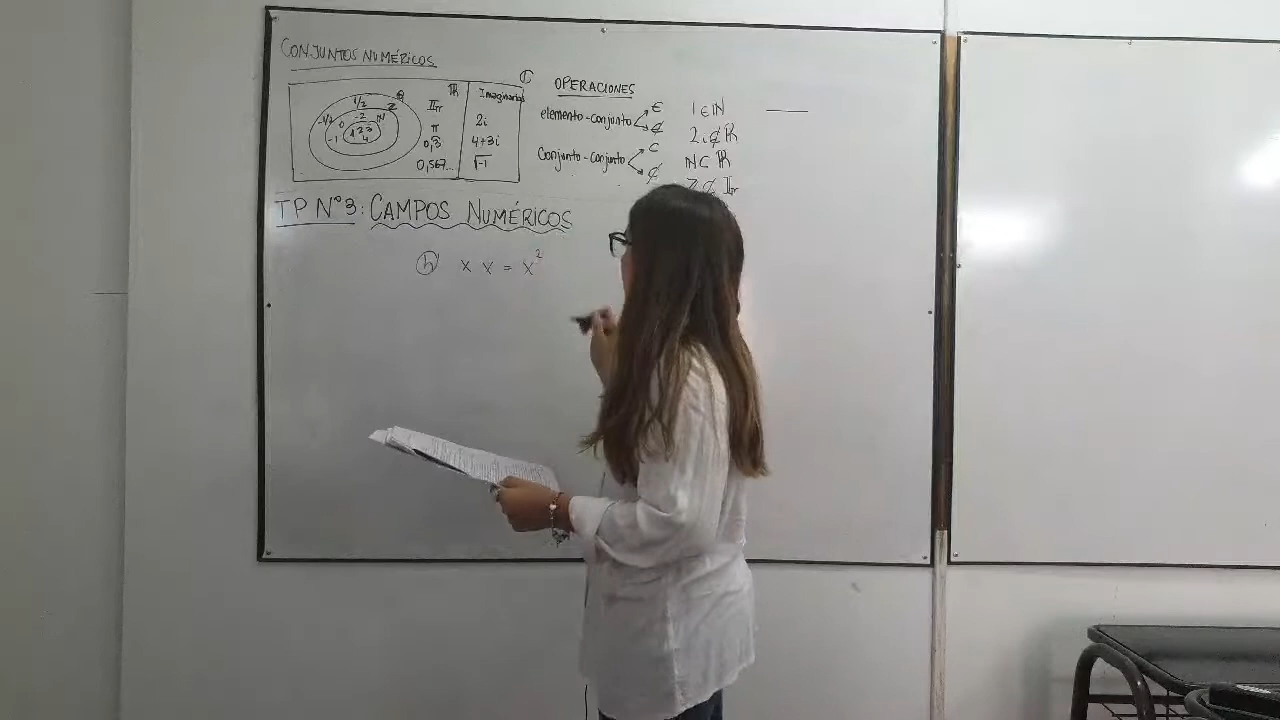 CONJUNTOS NUMÉRICOS
ℂ
ℝ
Imaginarios
ℚ
1/2
ℤ
𝕀rr
-1/2
-2
ℕ
0
1 2 3
4
-1
π
0,3
0,567...
2i
4+3i
√-1
OPERACIONES
elemento-conjunto ∈ ∉
Conjunto-conjunto ⊂ ⊄
1 ∈ ℕ
2i ∉ ℝ
ℕ ⊂ ℝ
ℤ ⊄ 𝕀rr
TP N°3: CAMPOS NUMÉRICOS
h x x = x²